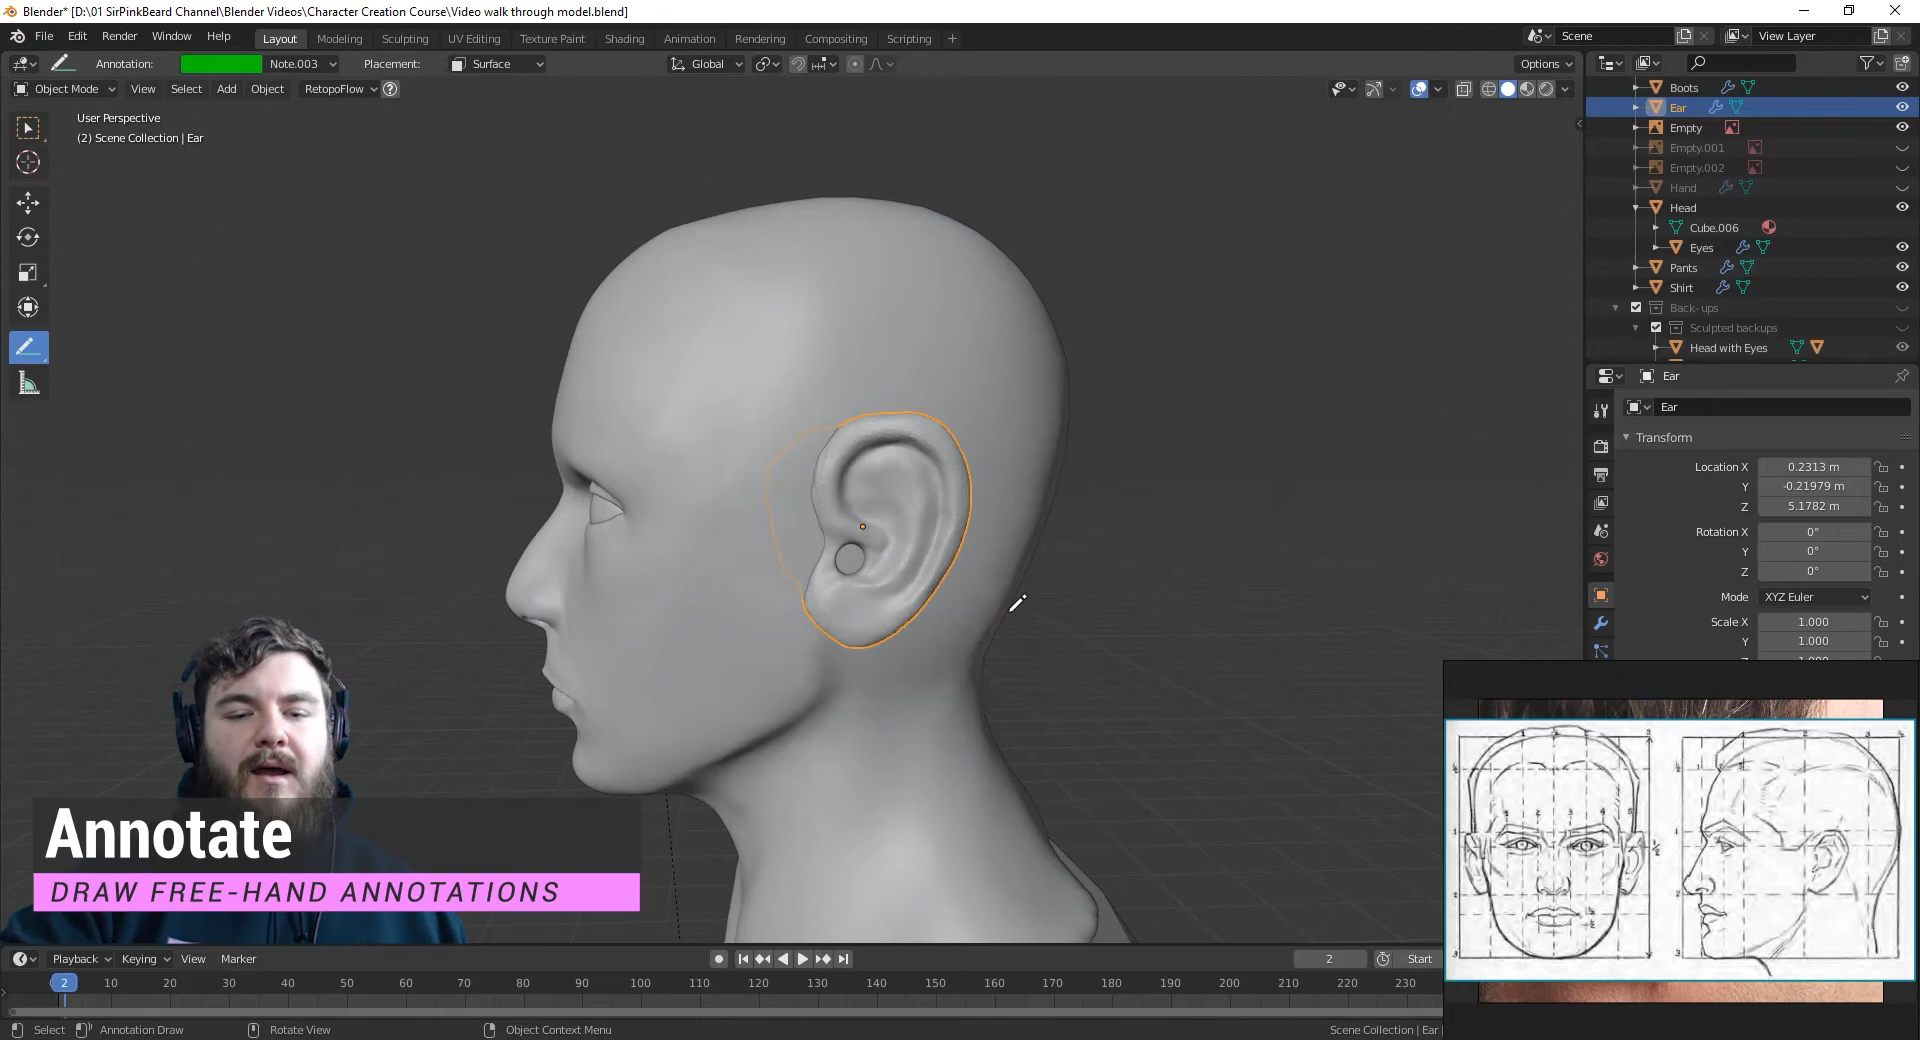 Blender* [D:\01 SirPinkBeard Channel\Blender Videos\Character Creation Course\Video walk through model.blend]
File Edit Render Window Help Layout Modeling Sculpting UV Editing Texture Paint Shading Animation Rendering Compositing Scripting + Scene View Layer
Annotation: Note.003 Placement: Surface Global Options
Object Mode View Select Add Object RetopoFlow
User Perspective
(2) Scene Collection | Ear
Boots
Ear
Empty
Empty.001
Empty.002
Hand
Head
Cube.006
Eyes
Pants
Shirt
Back- ups
Sculpted backups
Head with Eyes
Ear
Ear
Transform
Location X 0.2313 m
Y -0.21979 m
Z 5.1782 m
Rotation X 0°
Y 0°
Z 0°
Mode XYZ Euler
Scale X 1.000
Y 1.000
Annotate
DRAW FREE-HAND ANNOTATIONS
Playback Keying View Marker 2 Start
2 10 20 30 40 50 60 70 80 90 100 110 120 130 140 150 160 170 180 190 200 210 220 230
Select Annotation Draw Rotate View Object Context Menu Scene Collection | Ear